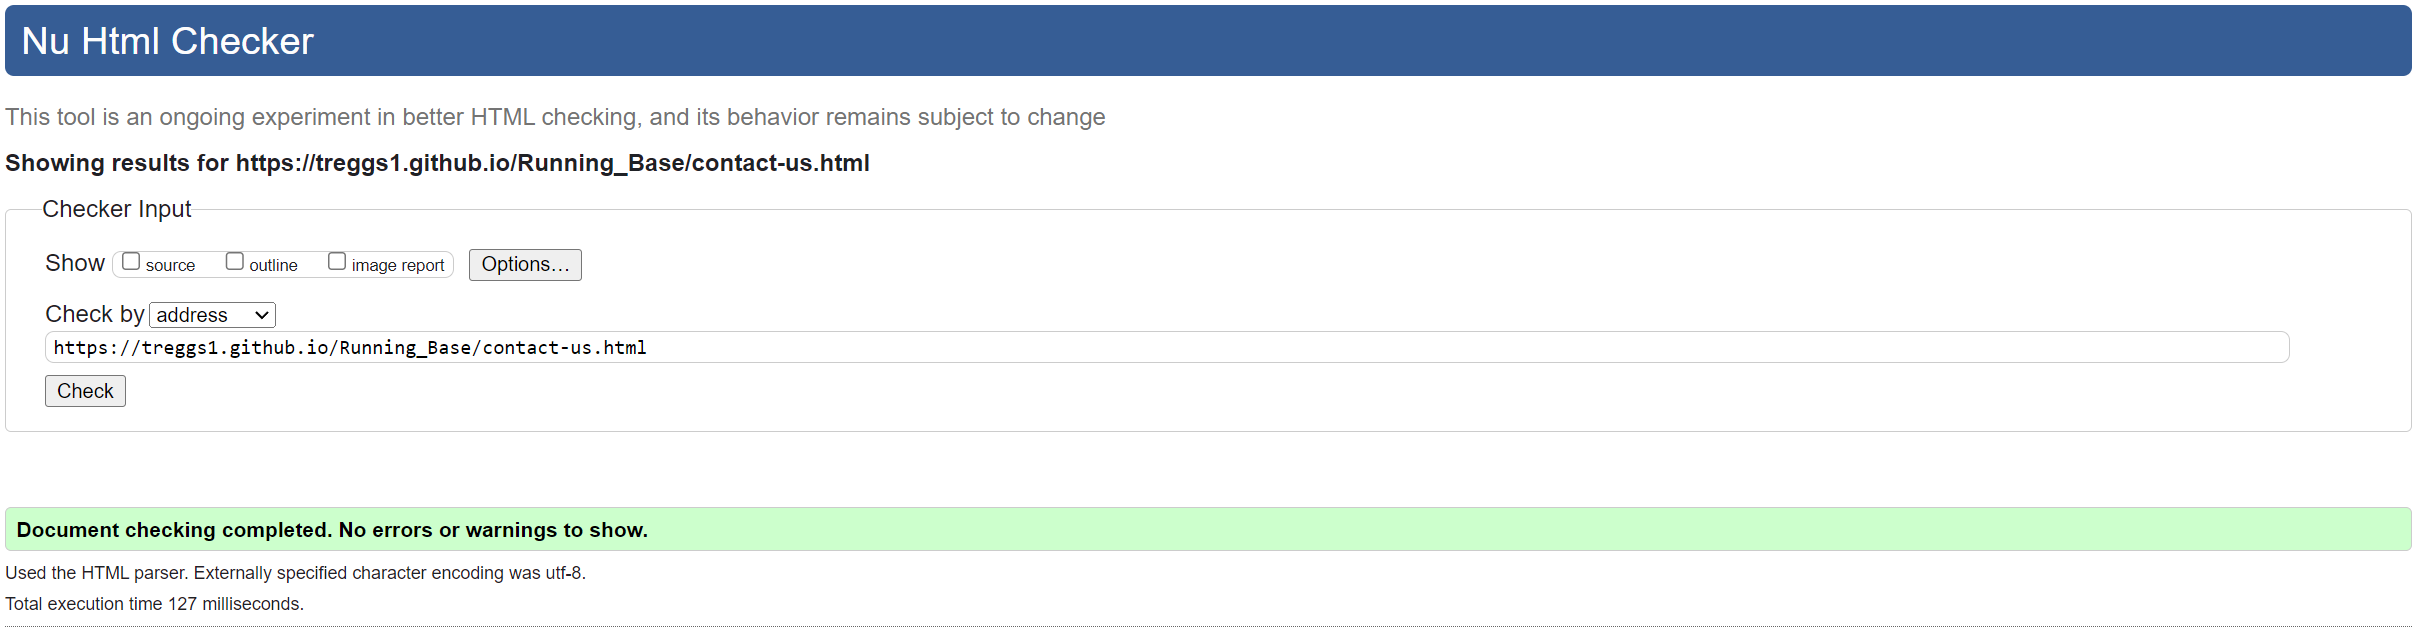 Nu Html Checker
This tool is an ongoing experiment in better HTML checking, and its behavior remains subject to change
Showing results for https://treggs1.github.io/Running_Base/contact-us.html
Checker Input
Show source outline image report Options...
Check by address
https://treggs1.github.io/Running_Base/contact-us.html
Check
Document checking completed. No errors or warnings to show.
Used the HTML parser. Externally specified character encoding was utf-8.
Total execution time 127 milliseconds.